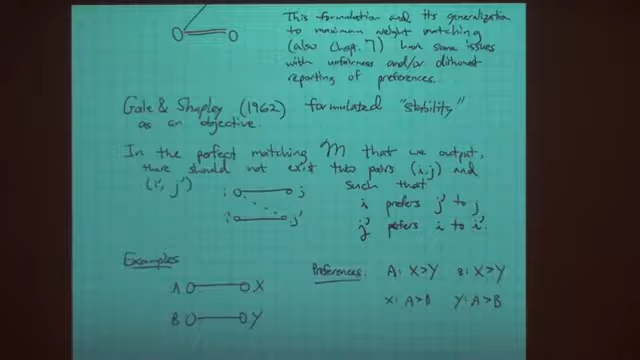 This formulation and its generalization
to maximum weight matching
(also Chap. 7) have some issues
with unfairness and/or dishonest
reporting of preferences.
Gale & Shapley (1962) formulated "stability"
as an objective.
In the perfect matching M that we output,
there should not exist two pairs (i,j) and
(i', j') such that
i j
i prefers j' to j
i' j'
j' prefers i to i'.
Examples
Preferences: A: X>Y B: X>Y
A X
X: A>B Y: A>B
B Y